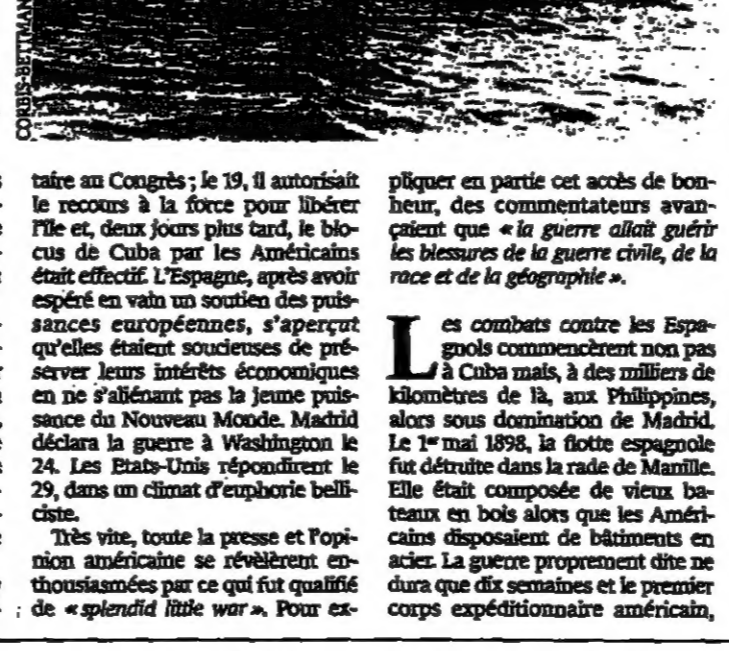 CORBIS-BETTMAN
taire au Congrès ; le 19, il autorisait
le recours à la force pour libérer
l'île et, deux jours plus tard, le blo-
cus de Cuba par les Américains
était effectif. L'Espagne, après avoir
espéré en vain un soutien des puis-
sances européennes, s'aperçut
qu'elles étaient soucieuses de pré-
server leurs intérêts économiques
en ne s'aliénant pas la jeune puis-
sance du Nouveau Monde. Madrid
déclara la guerre à Washington le
24. Les Etats-Unis répondirent le
29, dans un climat d'euphorie belli-
ciste.
Très vite, toute la presse et l'opi-
nion américaine se révélèrent en-
thousiasmées par ce qui fut qualifié
de « splendid little war ». Pour ex-
pliquer en partie cet accès de bon-
heur, des commentateurs avan-
çaient que « la guerre allait guérir
les blessures de la guerre civile, de la
race et de la géographie ».
Les combats contre les Espa-
gnols commencèrent non pas
à Cuba mais, à des milliers de
kilomètres de là, aux Philippines,
alors sous domination de Madrid.
Le 1er mai 1898, la flotte espagnole
fut détruite dans la rade de Manille.
Elle était composée de vieux ba-
teaux en bois alors que les Améri-
cains disposaient de bâtiments en
acier. La guerre proprement dite ne
dura que dix semaines et le premier
corps expéditionnaire américain,